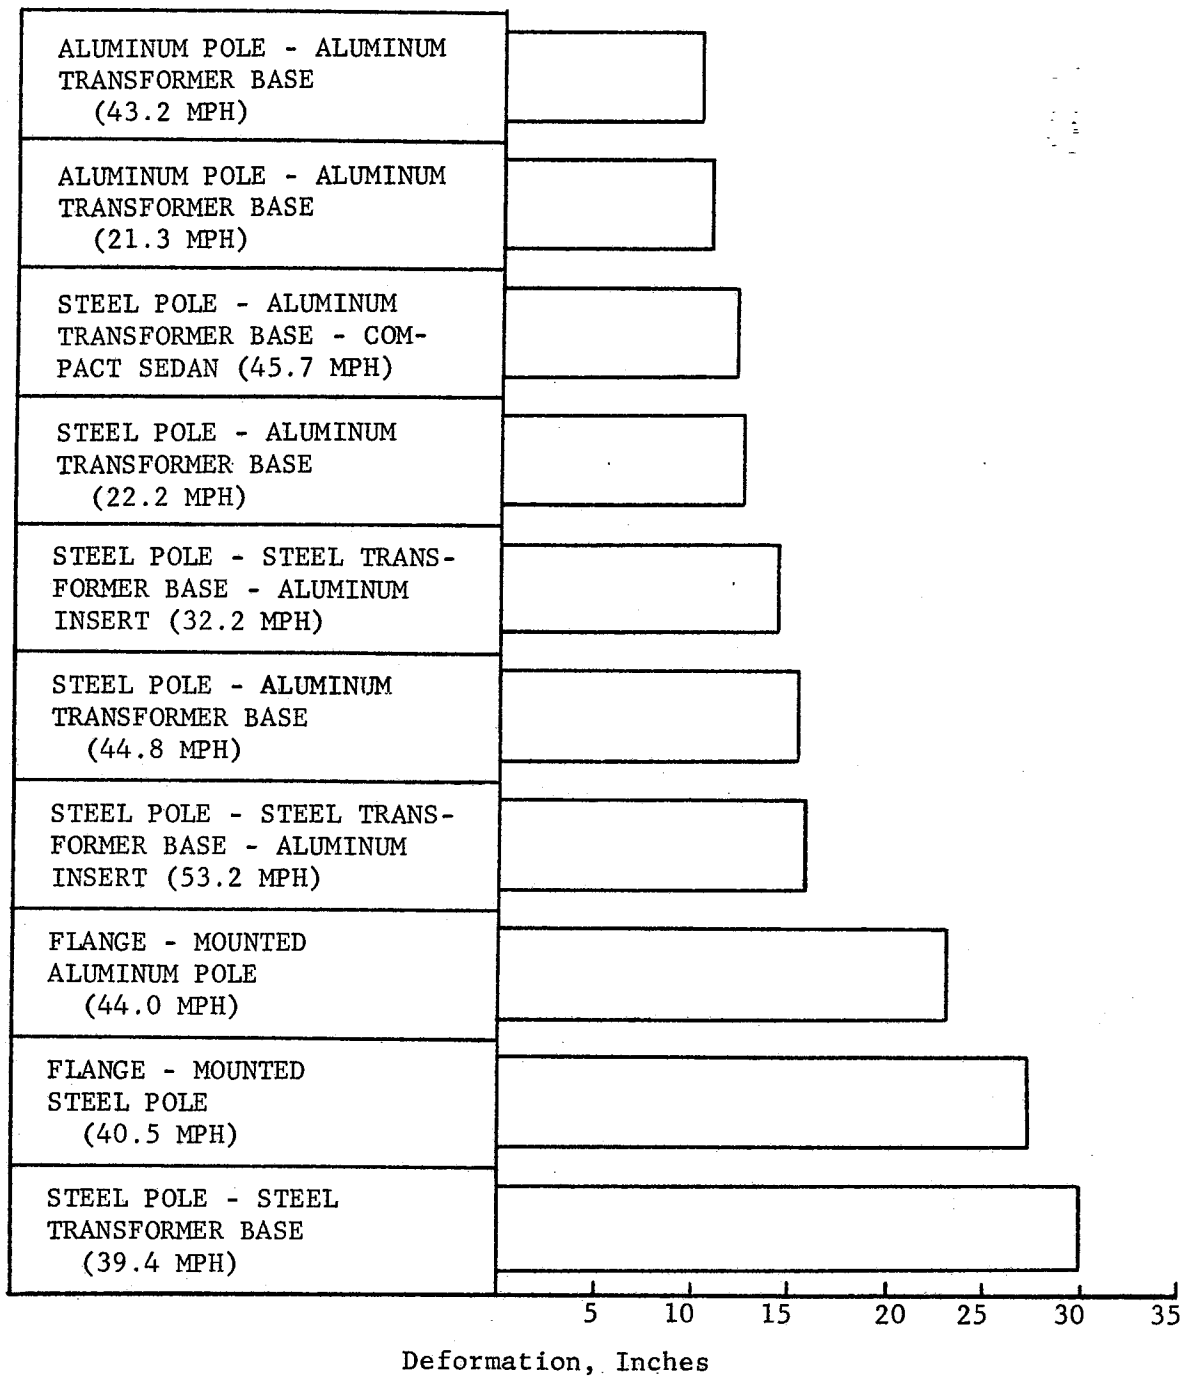 ALUMINUM POLE - ALUMINUM
TRANSFORMER BASE
(43.2 MPH)
ALUMINUM POLE - ALUMINUM
TRANSFORMER BASE
(21.3 MPH)
STEEL POLE - ALUMINUM
TRANSFORMER BASE - COM-
PACT SEDAN (45.7 MPH)
STEEL POLE - ALUMINUM
TRANSFORMER BASE
(22.2 MPH)
STEEL POLE - STEEL TRANS-
FORMER BASE - ALUMINUM
INSERT (32.2 MPH)
STEEL POLE - ALUMINUM
TRANSFORMER BASE
(44.8 MPH)
STEEL POLE - STEEL TRANS-
FORMER BASE - ALUMINUM
INSERT (53.2 MPH)
FLANGE - MOUNTED
ALUMINUM POLE
(44.0 MPH)
FLANGE - MOUNTED
STEEL POLE
(40.5 MPH)
STEEL POLE - STEEL
TRANSFORMER BASE
(39.4 MPH)
5 10 15 20 25 30 35
Deformation, Inches